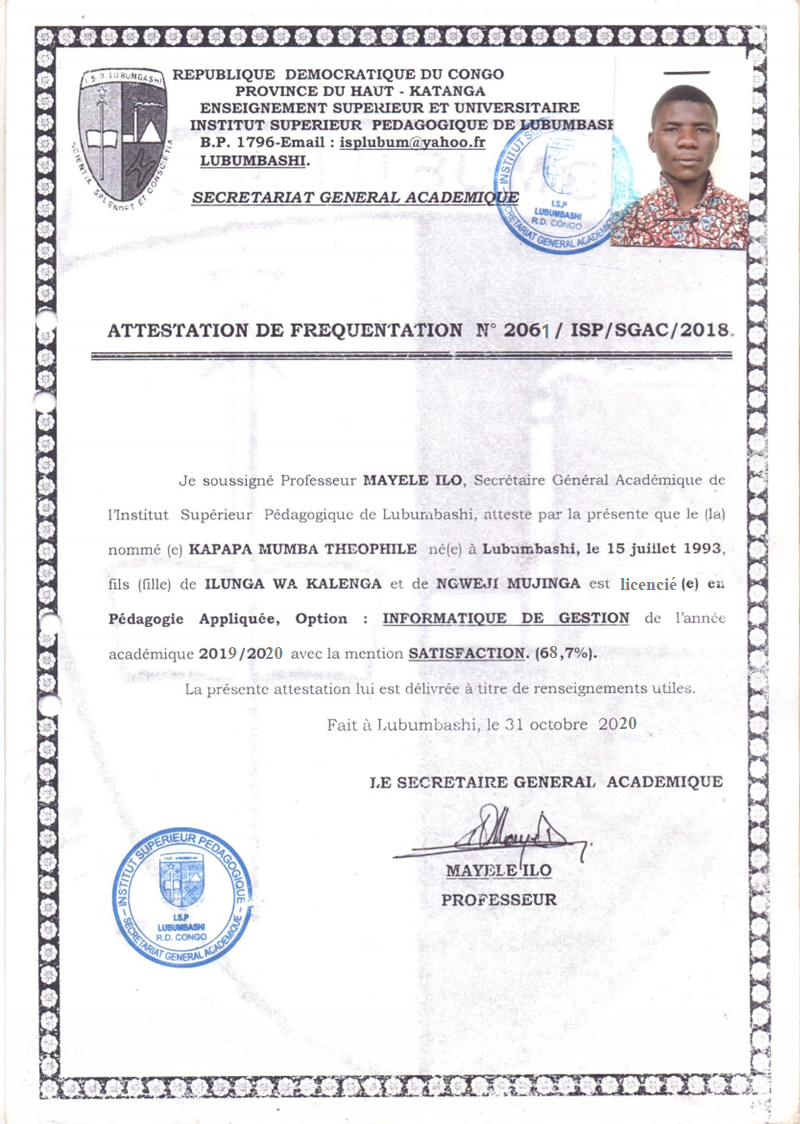 I.S.P. LUBUMBASHI
SCIENTIA SPLENDET ET CONSCIETIA
REPUBLIQUE DEMOCRATIQUE DU CONGO
PROVINCE DU HAUT - KATANGA
ENSEIGNEMENT SUPERIEUR ET UNIVERSITAIRE
INSTITUT SUPERIEUR PEDAGOGIQUE DE LUBUMBASH
B.P. 1796-Email : isplubum@yahoo.fr
LUBUMBASHI.
SECRETARIAT GENERAL ACADEMIQUE
INSTITUT SU
I.S.P
LUBUMBASHI
R.D. CONGO
SECRETARIAT GENERAL ACADEM
ATTESTATION DE FREQUENTATION N° 2061 / ISP/SGAC/2018.
Je soussigné Professeur MAYELE ILO, Secrétaire Général Académique de
l'Institut Supérieur Pédagogique de Lubumbashi, atteste par la présente que le (la)
nommé (e) KAPAPA MUMBA THEOPHILE né(e) à Lubumbashi, le 15 juillet 1993,
fils (fille) de ILUNGA WA KALENGA et de NGWEJI MUJINGA est licencié (e) en
Pédagogie Appliquée, Option : INFORMATIQUE DE GESTION de l'année
académique 2019/2020 avec la mention SATISFACTION. (68,7%).
La présente attestation lui est délivrée à titre de renseignements utiles.
Fait à Lubumbashi, le 31 octobre 2020
LE SECRETAIRE GENERAL ACADEMIQUE
MAYELE ILO
PROFESSEUR
INSTITUT SUPERIEUR PEDAGOGIQUE
I.S.P
LUBUMBASHI
R.D. CONGO
SECRETARIAT GENERAL ACADEMIQUE